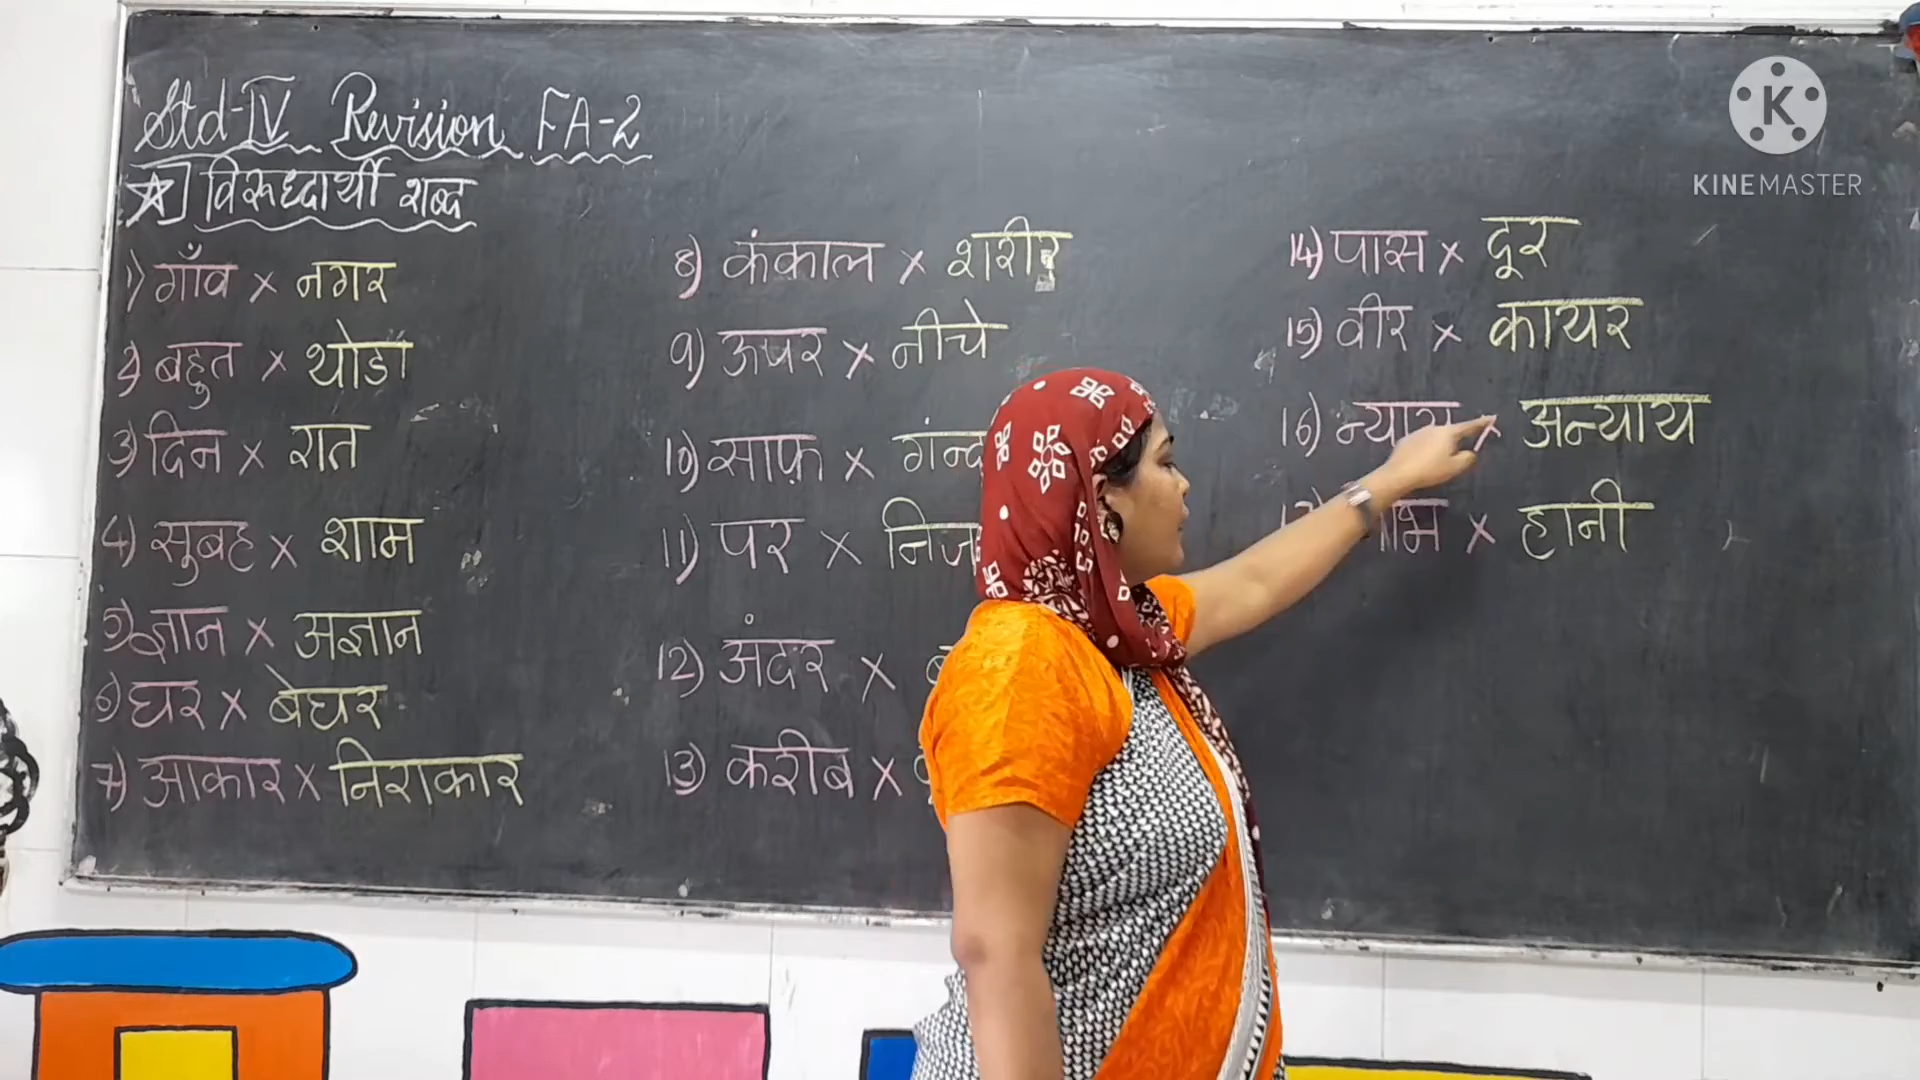 Std-IV Revision FA-2
विरूध्दार्थी शब्द
1) गाँव × नगर
2) बहुत × थोडा
3) दिन × रात
4) सुबह × शाम
5) ज्ञान × अज्ञान
6) घर × बेघर
7) आकार × निराकार
8) कंकाल × शरीर
9) ऊपर × नीचे
10) साफ़ ×
11) पर ×
12) अंदर ×
13) करीब ×
14) पास × दूर
15) वीर × कायर
16) न्याय × अन्याय
× हानी
K
KINEMASTER